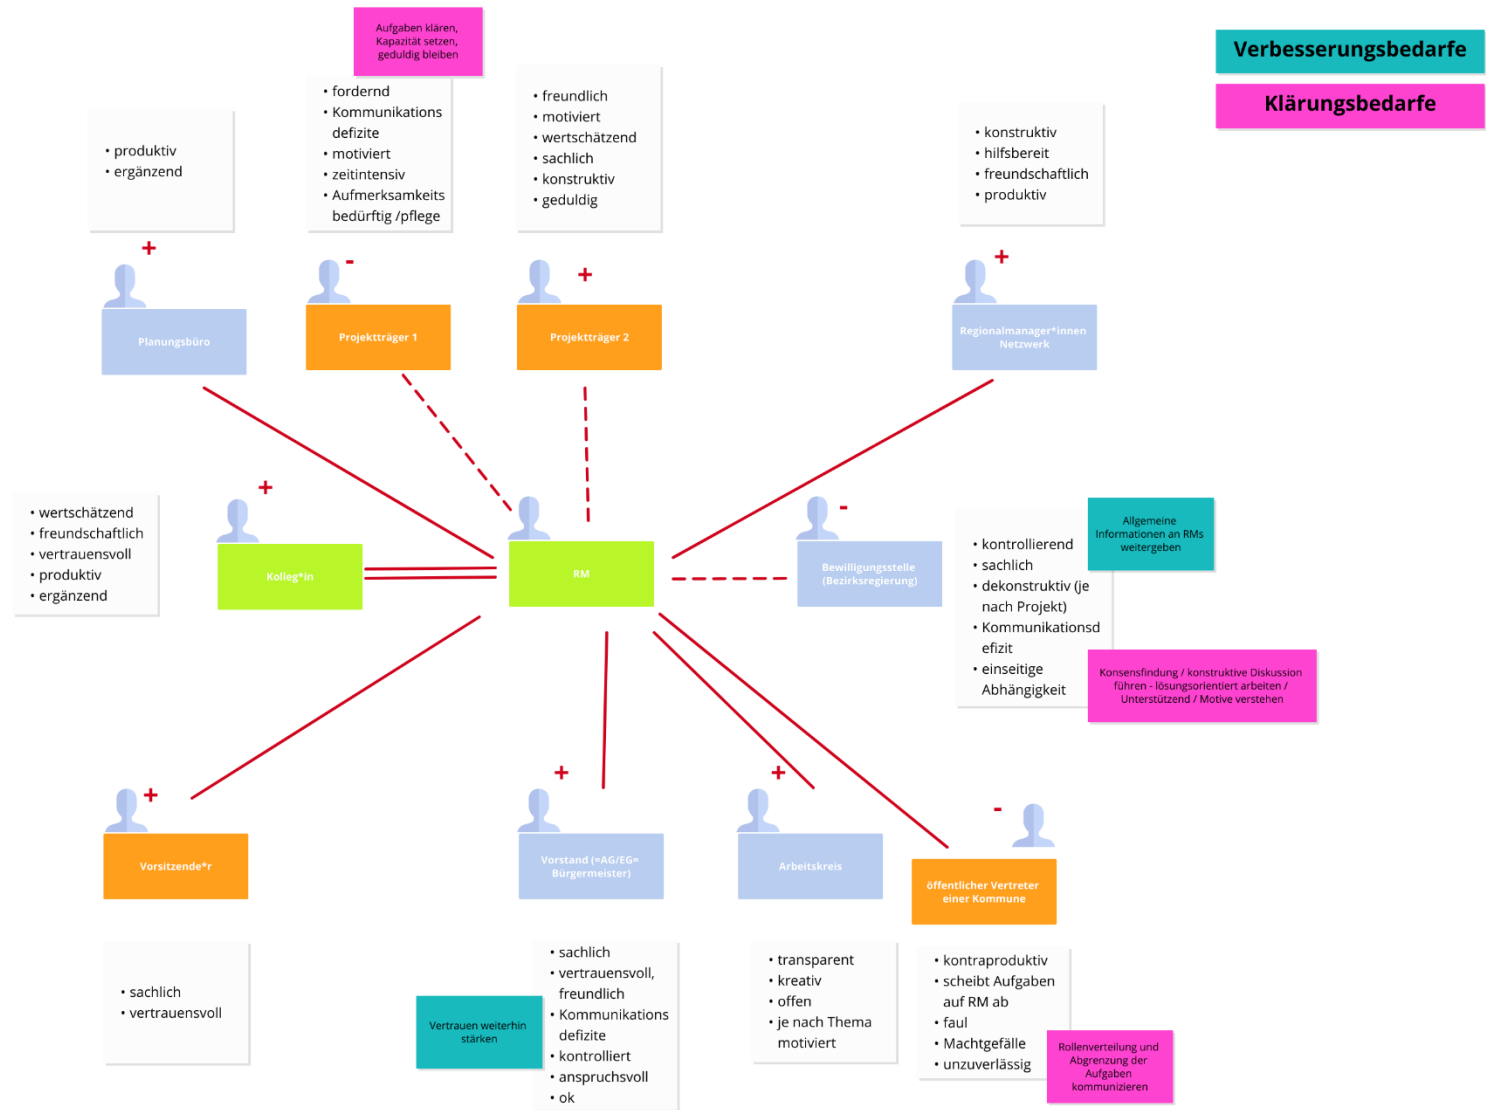 Aufgaben klären,
Kapazität setzen,
geduldig bleiben
Verbesserungsbedarfe
Klärungsbedarfe
• produktiv
• ergänzend
• fordernd
• Kommunikations
defizite
• motiviert
• zeitintensiv
• Aufmerksamkeits
bedürftig /pflege
• freundlich
• motiviert
• wertschätzend
• sachlich
• konstruktiv
• geduldig
• konstruktiv
• hilfsbereit
• freundschaftlich
• produktiv
+
-
+
+
Planungsbüro
Projektträger 1
Projektträger 2
Regionalmanager*innen
Netzwerk
• wertschätzend
• freundschaftlich
• vertrauensvoll
• produktiv
• ergänzend
+
Kolleg*in
RM
-
Bewilligungsstelle
(Bezirksregierung)
• kontrollierend
• sachlich
• dekonstruktiv (je
nach Projekt)
• Kommunikationsd
efizit
• einseitige
Abhängigkeit
Allgemeine
Informationen an RMs
weitergeben
Konsensfindung / konstruktive Diskussion
führen - lösungsorientiert arbeiten /
Unterstützend / Motive verstehen
+
+
+
-
Vorsitzende*r
Vorstand (=AG/EG=
Bürgermeister)
Arbeitskreis
öffentlicher Vertreter
einer Kommune
• sachlich
• vertrauensvoll
Vertrauen weiterhin
stärken
• sachlich
• vertrauensvoll,
freundlich
• Kommunikations
defizite
• kontrolliert
• anspruchsvoll
• ok
• transparent
• kreativ
• offen
• je nach Thema
motiviert
• kontraproduktiv
• scheibt Aufgaben
auf RM ab
• faul
• Machtgefälle
• unzuverlässig
Rollenverteilung und
Abgrenzung der
Aufgaben
kommunizieren